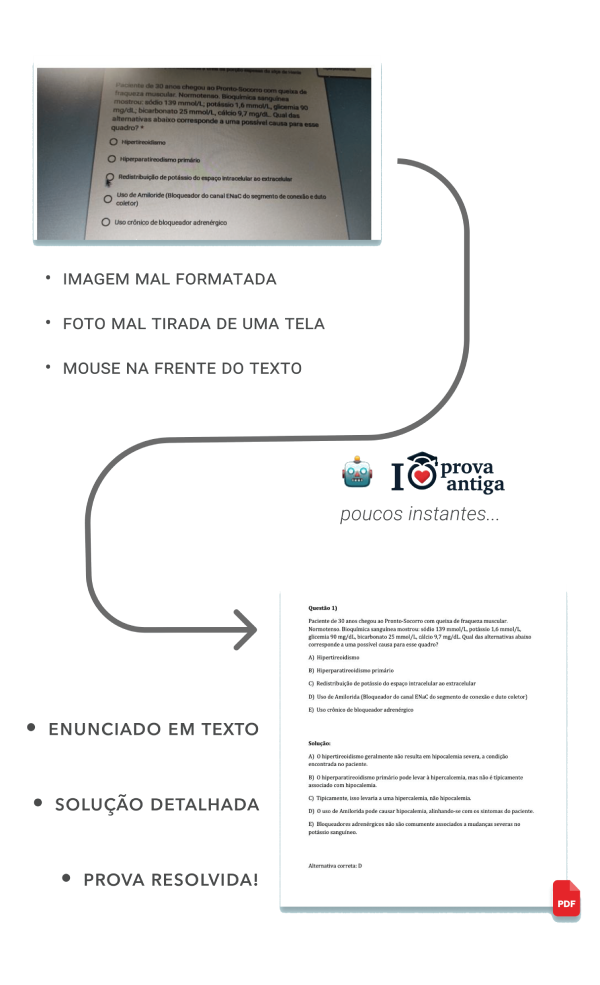 Paciente de 30 anos chegou ao Pronto-Socorro com queixa de
fraqueza muscular. Normotenso. Bioquímica sanguínea
mostrou: sódio 139 mmol/L, potássio 1,6 mmol/L, glicemia 90
mg/dL, bicarbonato 25 mmol/L, cálcio 9,7 mg/dL. Qual das
alternativas abaixo corresponde a uma possível causa para esse
quadro? *
Hipertireoidismo
Hiperparatireoidismo primário
Redistribuição de potássio do espaço intracelular ao extracelular
Uso de Amiloride (Bloqueador do canal ENaC do segmento de conexão e duto
coletor)
Uso crônico de bloqueador adrenérgico
• IMAGEM MAL FORMATADA
• FOTO MAL TIRADA DE UMA TELA
• MOUSE NA FRENTE DO TEXTO
I prova
antiga
poucos instantes...
Questão 1)
Paciente de 30 anos chegou ao Pronto-Socorro com queixa de fraqueza muscular.
Normotenso. Bioquímica sanguínea mostrou: sódio 139 mmol/L, potássio 1,6 mmol/L,
glicemia 90 mg/dL, bicarbonato 25 mmol/L, cálcio 9,7 mg/dL. Qual das alternativas abaixo
corresponde a uma possível causa para esse quadro?
A) Hipertireoidismo
B) Hiperparatireoidismo primário
C) Redistribuição de potássio do espaço intracelular ao extracelular
D) Uso de Amilorida (Bloqueador do canal ENaC do segmento de conexão e duto coletor)
E) Uso crônico de bloqueador adrenérgico
Solução:
A) O hipertireoidismo geralmente não resulta em hipocalemia severa, a condição
encontrada no paciente.
B) O hiperparatireoidismo primário pode levar à hipercalcemia, mas não é tipicamente
associado com hipocalemia.
C) Tipicamente, isso levaria a uma hipercalemia, não hipocalemia.
D) O uso de Amilorida pode causar hipocalemia, alinhando-se com os sintomas do paciente.
E) Bloqueadores adrenérgicos não são comumente associados a mudanças severas no
potássio sanguíneo.
Alternativa correta: D
• ENUNCIADO EM TEXTO
• SOLUÇÃO DETALHADA
• PROVA RESOLVIDA!
PDF